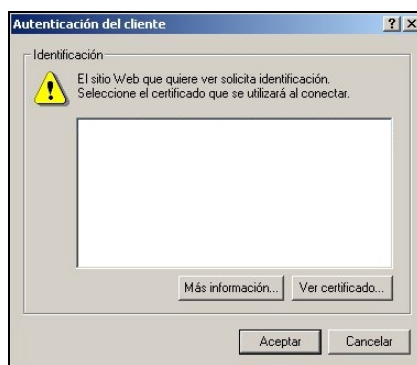 Autenticación del cliente
Identificación
El sitio Web que quiere ver solicita identificación.
Seleccione el certificado que se utilizará al conectar.
Más información... Ver certificado...
Aceptar Cancelar